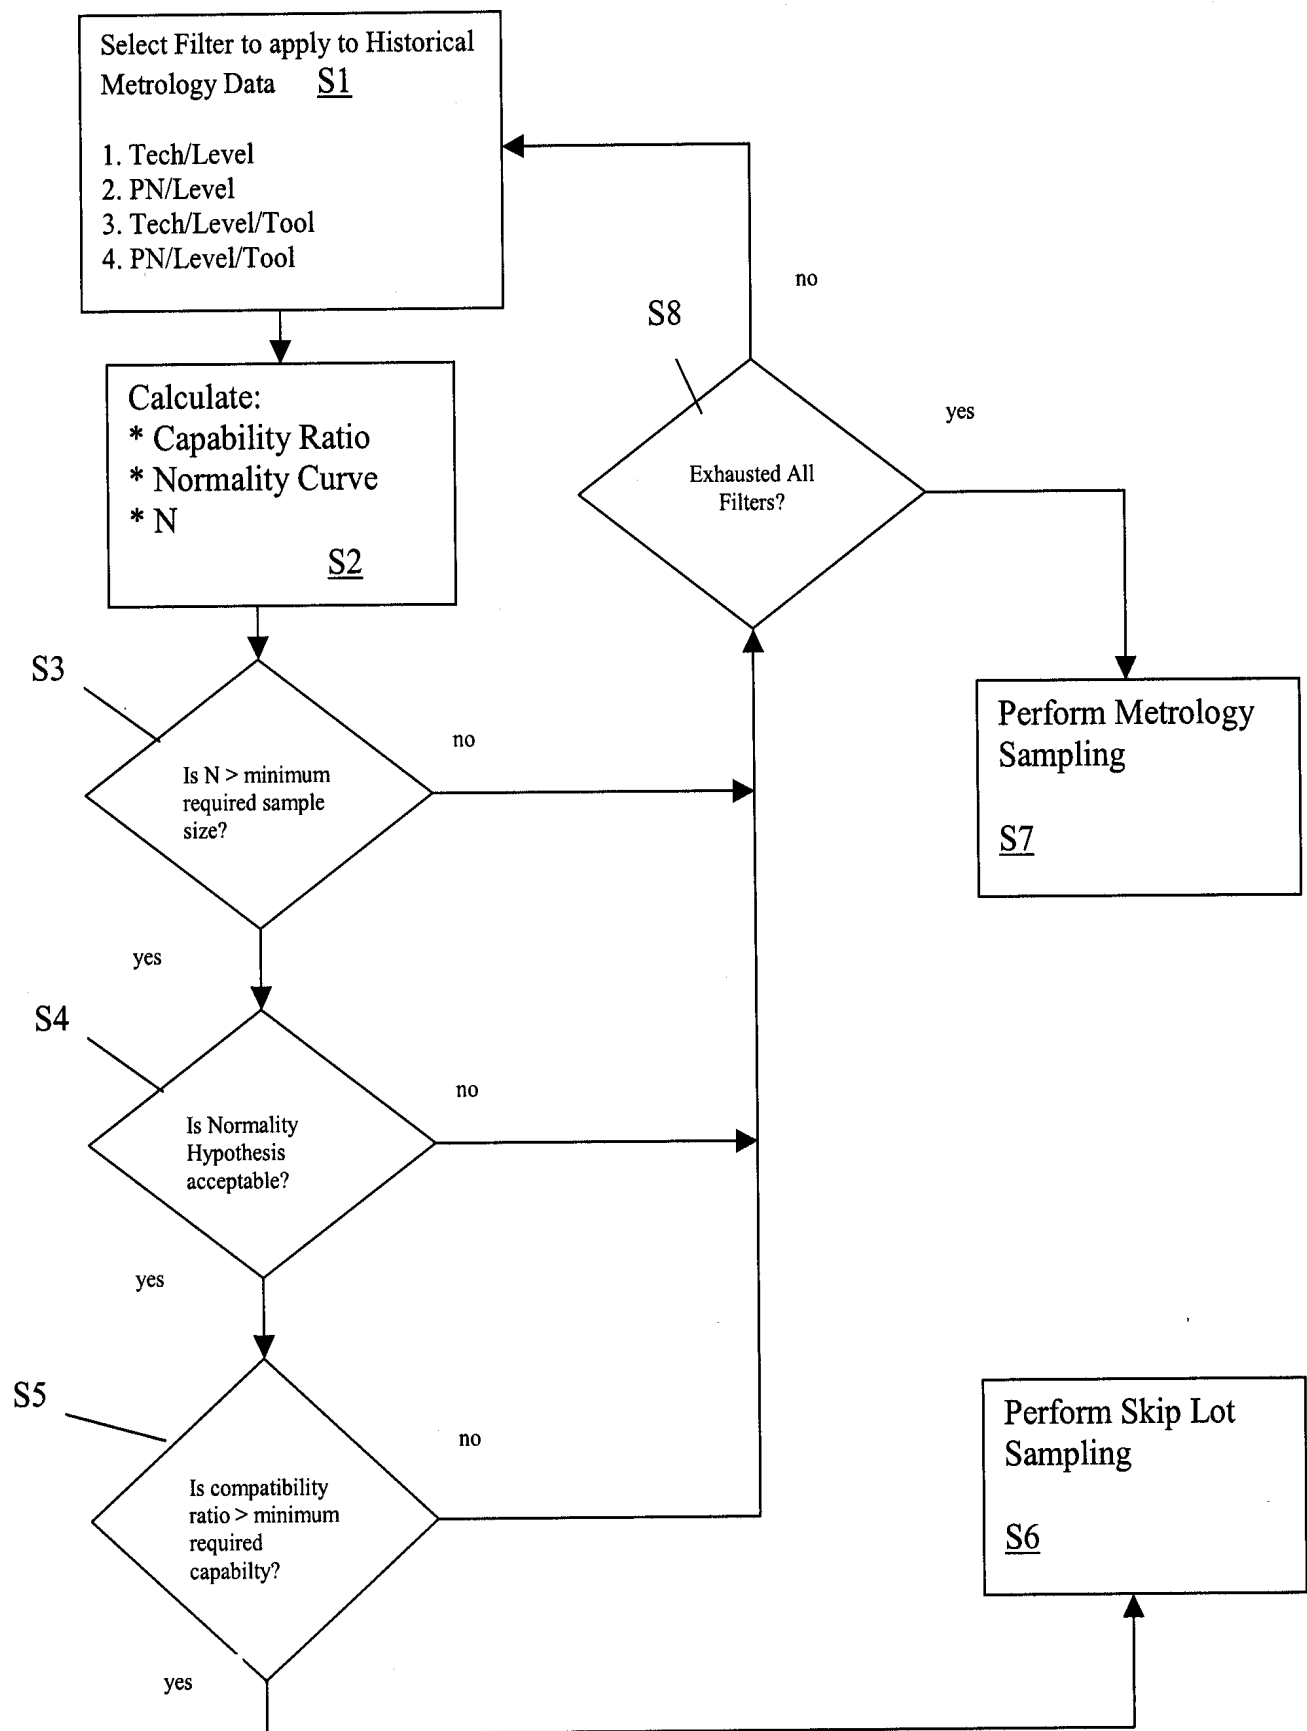 Select Filter to apply to Historical
Metrology Data S1
1. Tech/Level
2. PN/Level
3. Tech/Level/Tool
4. PN/Level/Tool
no
S8
Calculate:
* Capability Ratio
* Normality Curve
* N
S2
yes
Exhausted All
Filters?
S3
no
Is N > minimum
required sample
size?
Perform Metrology
Sampling
S7
yes
S4
no
Is Normality
Hypothesis
acceptable?
yes
S5
no
Is compatibility
ratio > minimum
required
capabilty?
Perform Skip Lot
Sampling
S6
yes